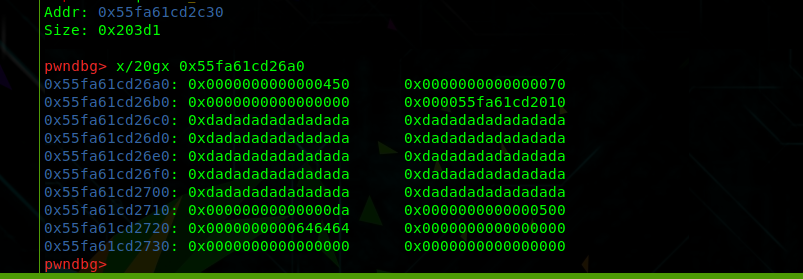 Addr: 0x55fa61cd2c30
Size: 0x203d1
pwndbg> x/20gx 0x55fa61cd26a0
0x55fa61cd26a0: 0x0000000000000450 0x0000000000000070
0x55fa61cd26b0: 0x0000000000000000 0x000055fa61cd2010
0x55fa61cd26c0: 0xdadadadadadadada 0xdadadadadadadada
0x55fa61cd26d0: 0xdadadadadadadada 0xdadadadadadadada
0x55fa61cd26e0: 0xdadadadadadadada 0xdadadadadadadada
0x55fa61cd26f0: 0xdadadadadadadada 0xdadadadadadadada
0x55fa61cd2700: 0xdadadadadadadada 0xdadadadadadadada
0x55fa61cd2710: 0x00000000000000da 0x0000000000000500
0x55fa61cd2720: 0x0000000000646464 0x0000000000000000
0x55fa61cd2730: 0x0000000000000000 0x0000000000000000
pwndbg>